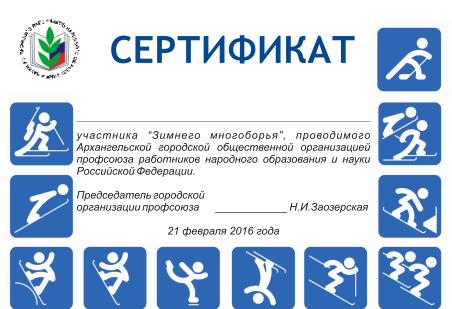 СЕРТИФИКАТ
участника "Зимнего многоборья", проводимого
Архангельской городской общественной организацией
профсоюза работников народного образования и науки
Российской Федерации.
Председатель городской
организации профсоюза ____________ Н.И.Заозерская
21 февраля 2016 года